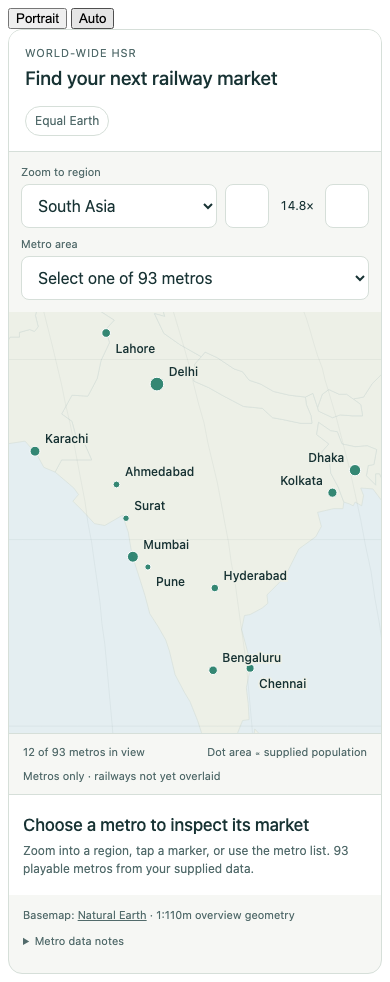 Portrait Auto
WORLD-WIDE HSR
Find your next railway market
Equal Earth
Zoom to region
South Asia 14.8×
Metro area
Select one of 93 metros
Lahore
Delhi
Karachi
Dhaka
Ahmedabad
Kolkata
Surat
Mumbai
Hyderabad
Pune
Bengaluru
Chennai
12 of 93 metros in view Dot area = supplied population
Metros only · railways not yet overlaid
Choose a metro to inspect its market
Zoom into a region, tap a marker, or use the metro list. 93
playable metros from your supplied data.
Basemap: Natural Earth · 1:110m overview geometry
Metro data notes